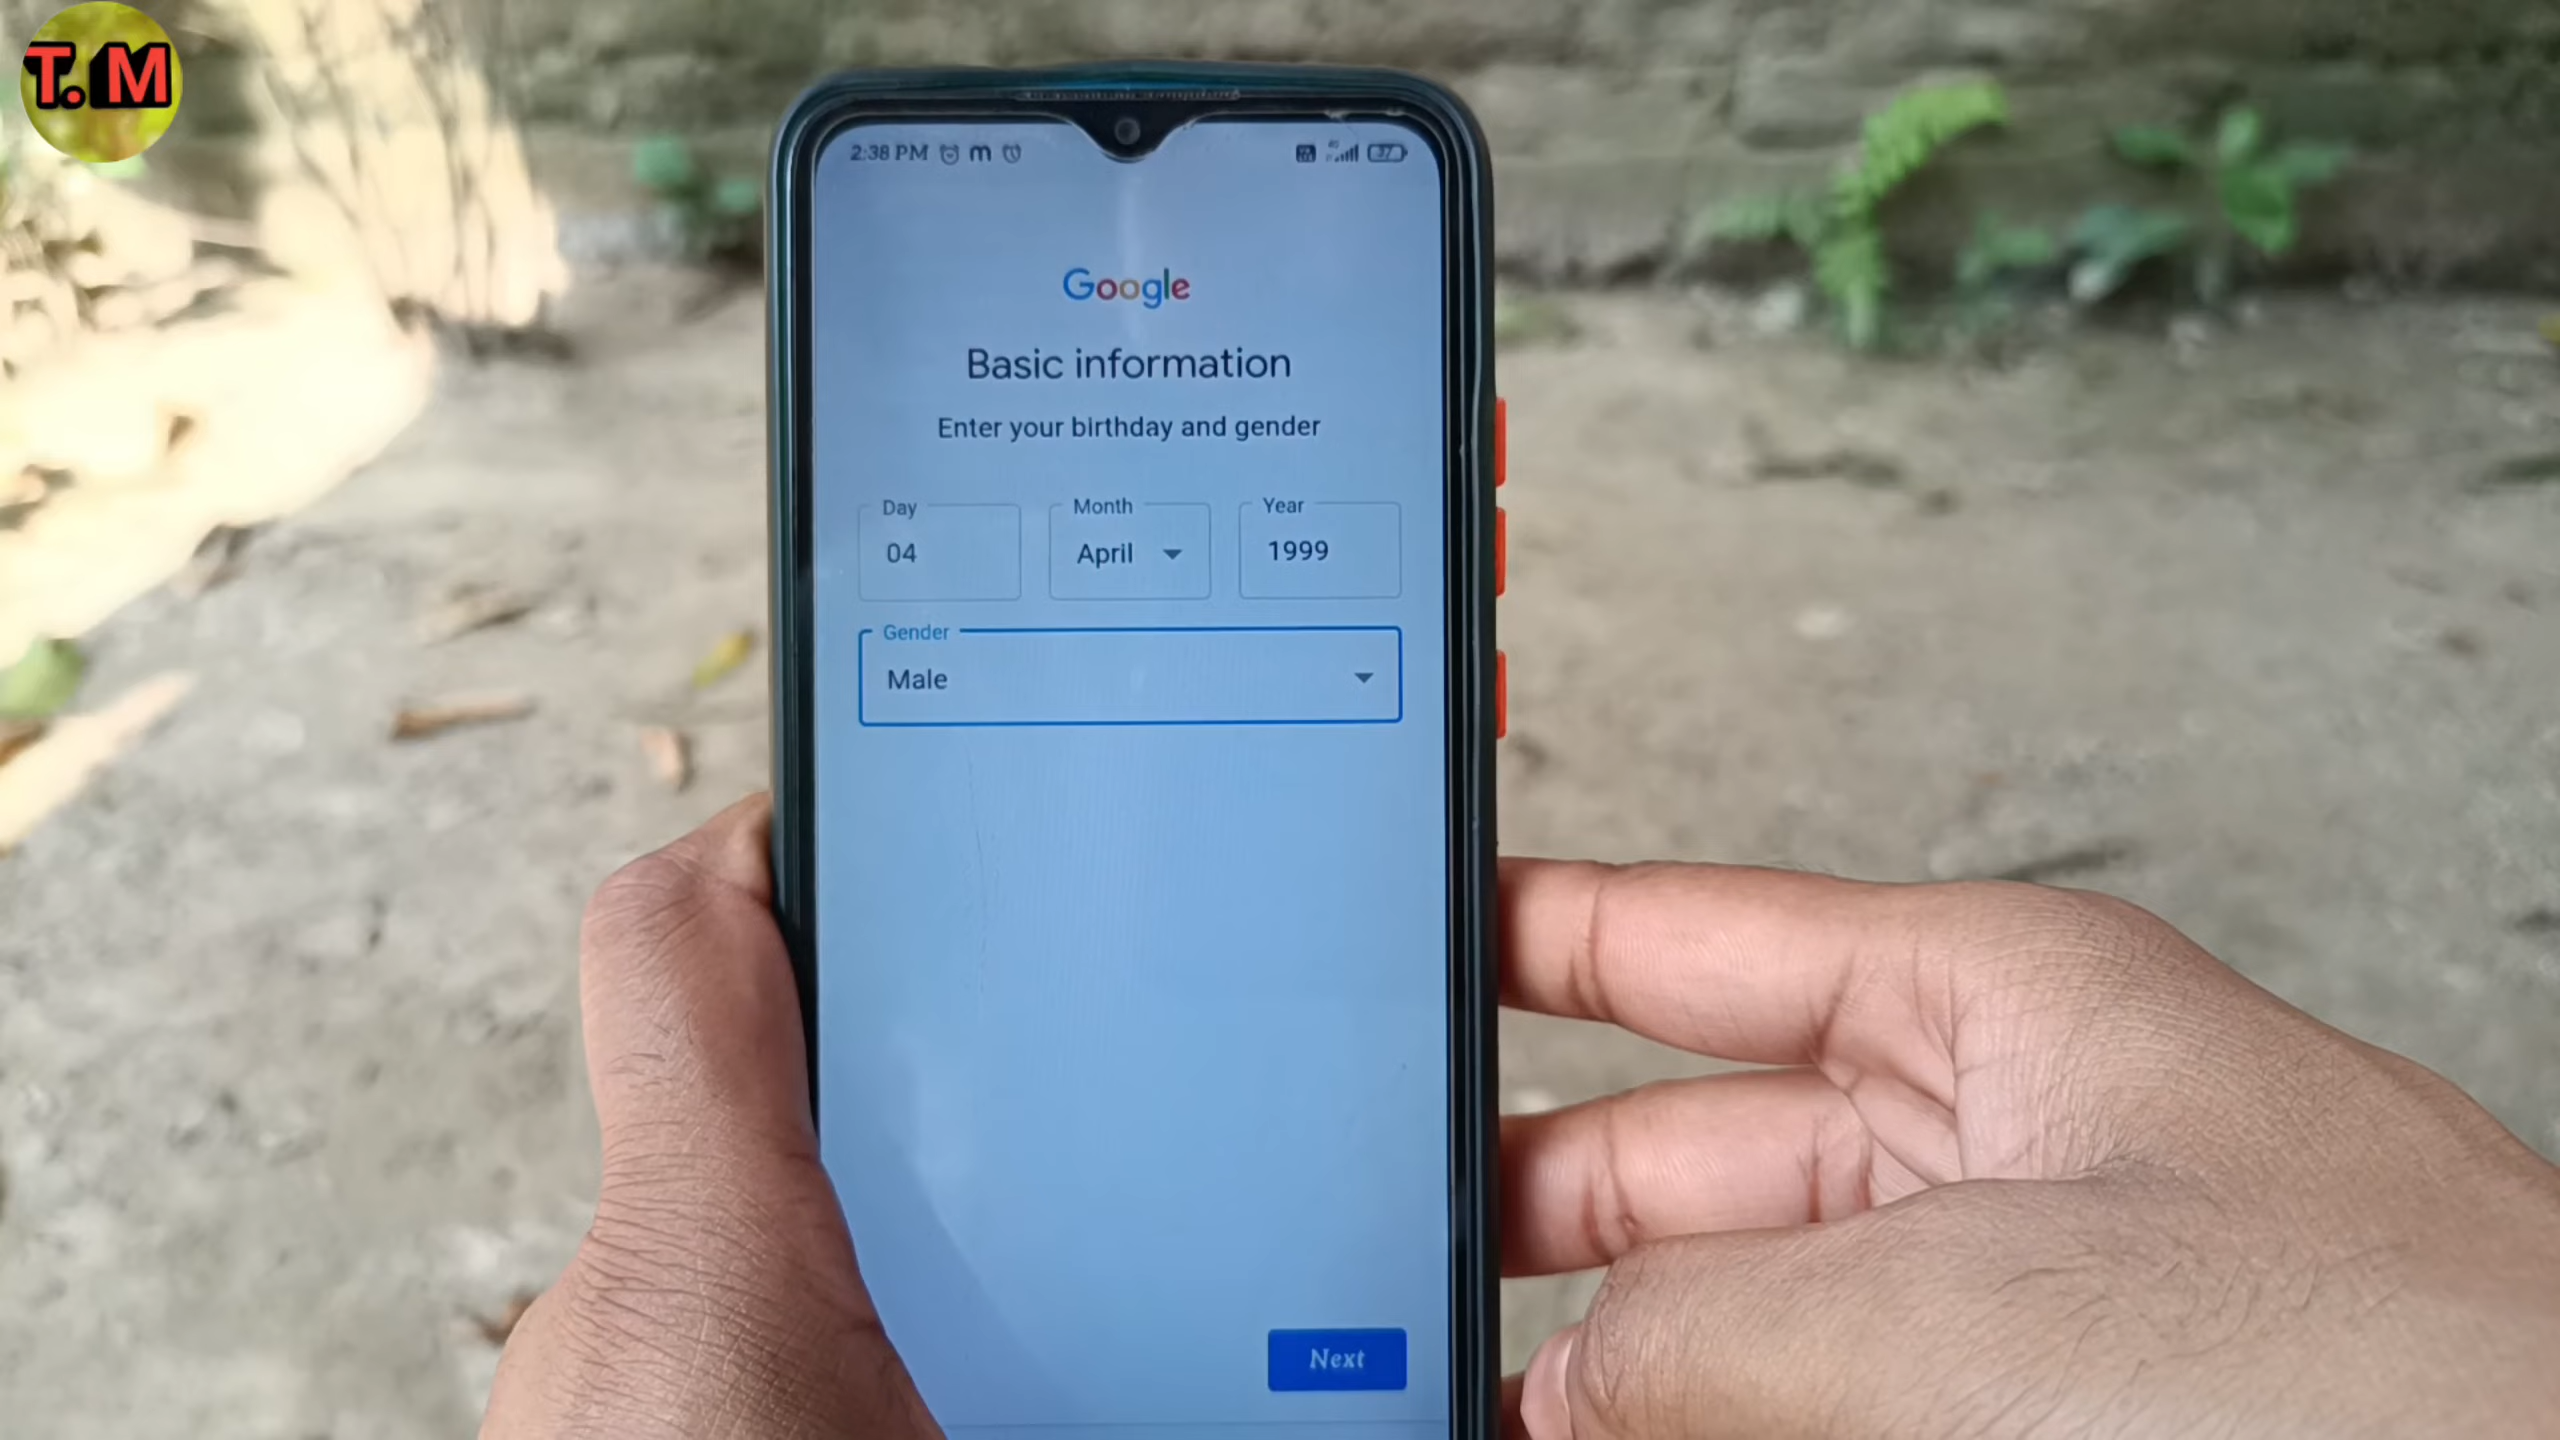 T.M
2:38 PM m 37
Google
Basic information
Enter your birthday and gender
Day Month Year
04 April 1999
Gender
Male
Next